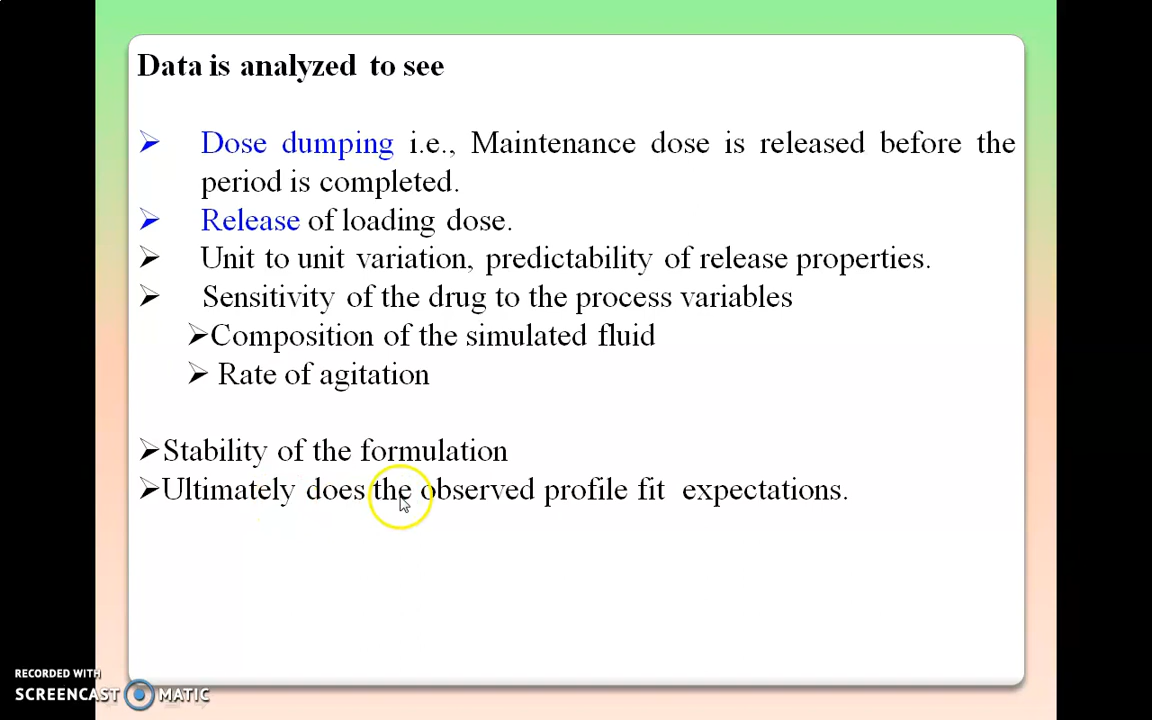 Data is analyzed to see
➢ Dose dumping i.e., Maintenance dose is released before the
period is completed.
➢ Release of loading dose.
➢ Unit to unit variation, predictability of release properties.
➢ Sensitivity of the drug to the process variables
➢Composition of the simulated fluid
➢ Rate of agitation
➢Stability of the formulation
➢Ultimately does the observed profile fit expectations.
RECORDED WITH
SCREENCAST MATIC